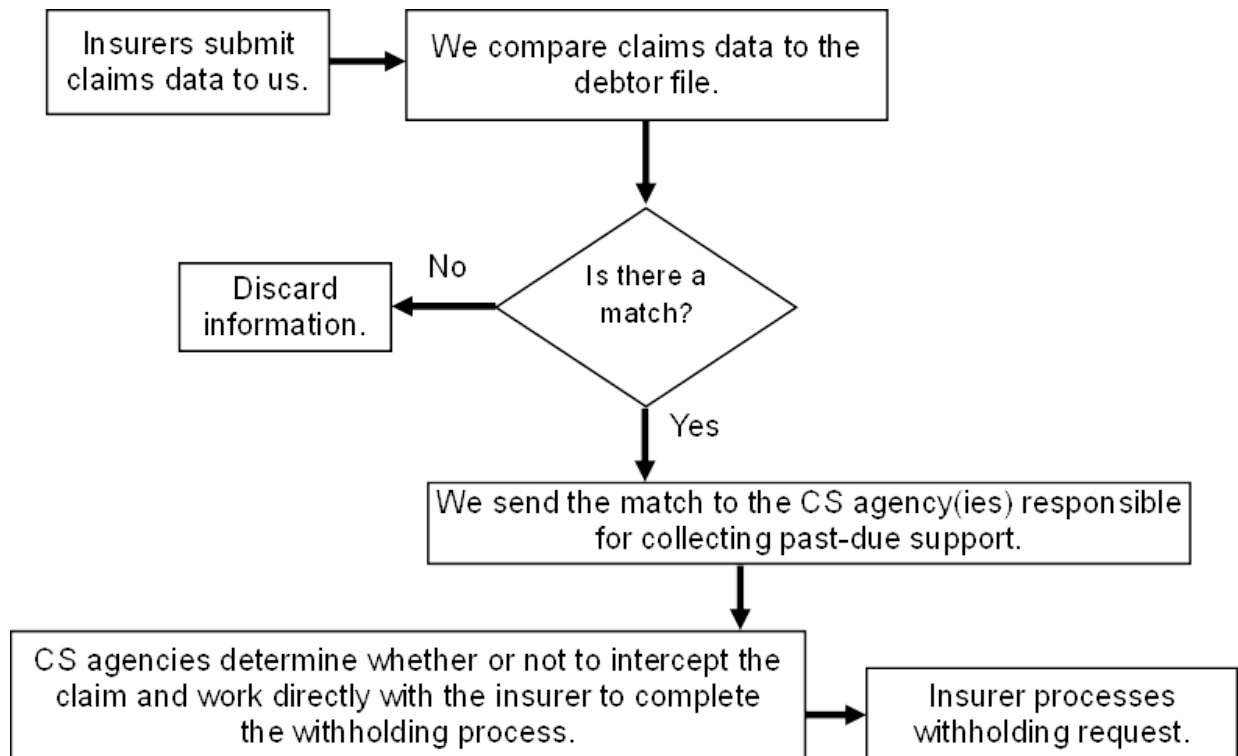 Insurers submit
claims data to us.
We compare claims data to the
debtor file.
Is there a
match?
No
Discard
information.
Yes
We send the match to the CS agency(ies) responsible
for collecting past-due support.
CS agencies determine whether or not to intercept the
claim and work directly with the insurer to complete
the withholding process.
Insurer processes
withholding request.